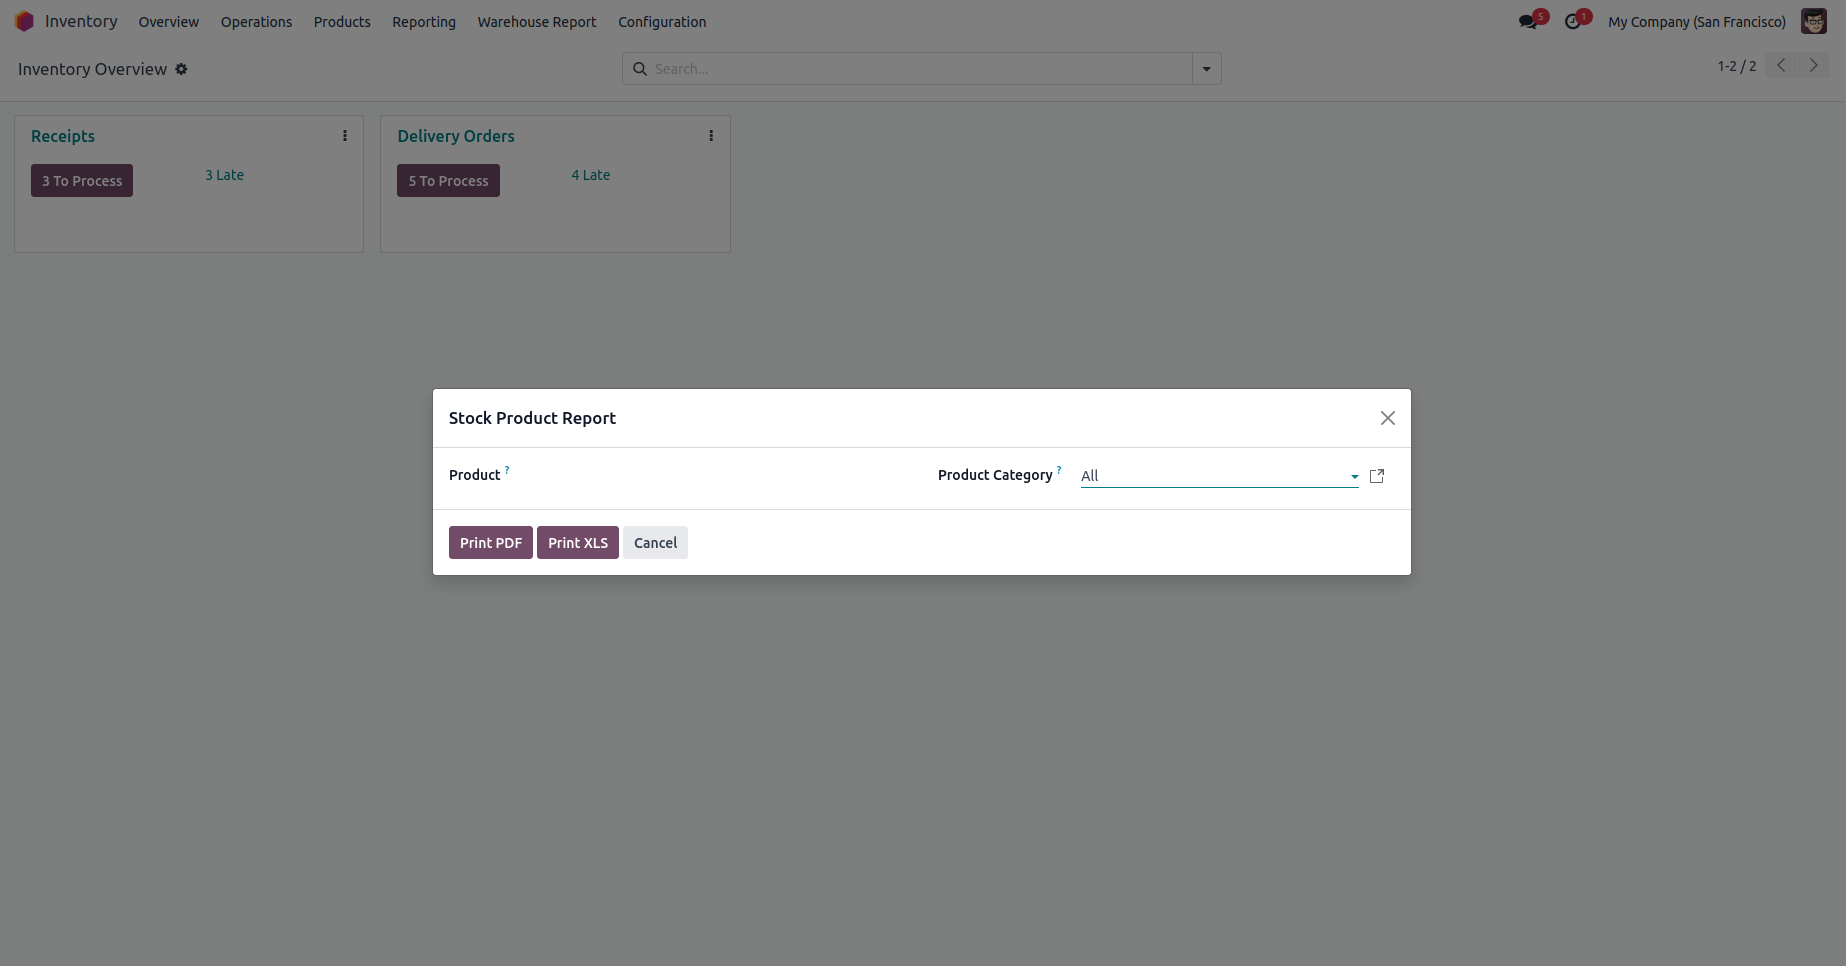 Inventory Overview Operations Products Reporting Warehouse Report Configuration 5 1 My Company (San Francisco)
Inventory Overview Search... 1-2 / 2
Receipts Delivery Orders
3 To Process 3 Late 5 To Process 4 Late
Stock Product Report
Product ? Product Category ? All
Print PDF Print XLS Cancel